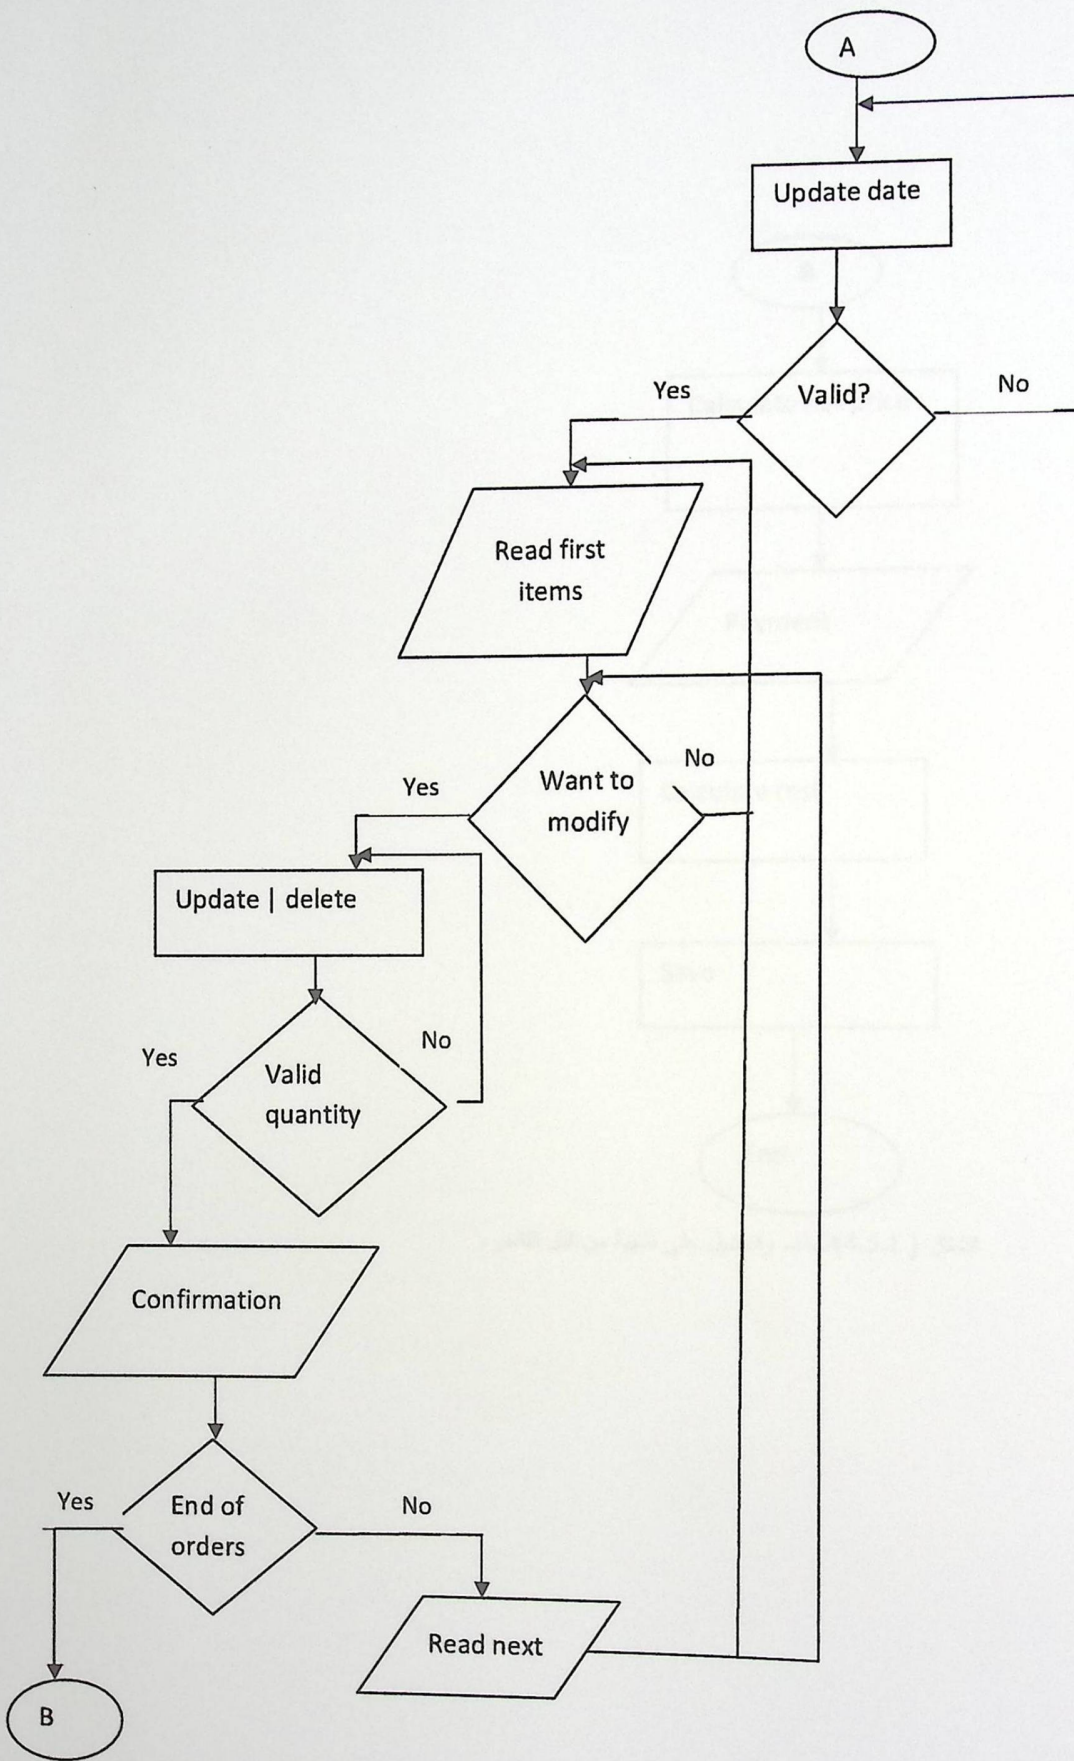 A
Update date
Valid?
Yes
No
Read first
items
Want to
modify
Yes
No
Update | delete
Valid
quantity
Yes
No
Confirmation
End of
orders
Yes
No
Read next
B